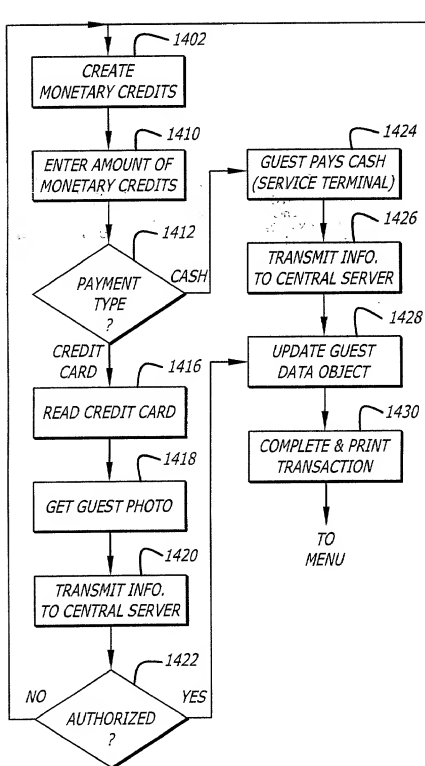 1402
CREATE
MONETARY CREDITS
1410
ENTER AMOUNT OF
MONETARY CREDITS
1412
PAYMENT
TYPE
?
CASH
CREDIT
CARD
1416
READ CREDIT CARD
1418
GET GUEST PHOTO
1420
TRANSMIT INFO.
TO CENTRAL SERVER
1422
AUTHORIZED
?
NO
YES
1424
GUEST PAYS CASH
(SERVICE TERMINAL)
1426
TRANSMIT INFO.
TO CENTRAL SERVER
1428
UPDATE GUEST
DATA OBJECT
1430
COMPLETE & PRINT
TRANSACTION
TO
MENU